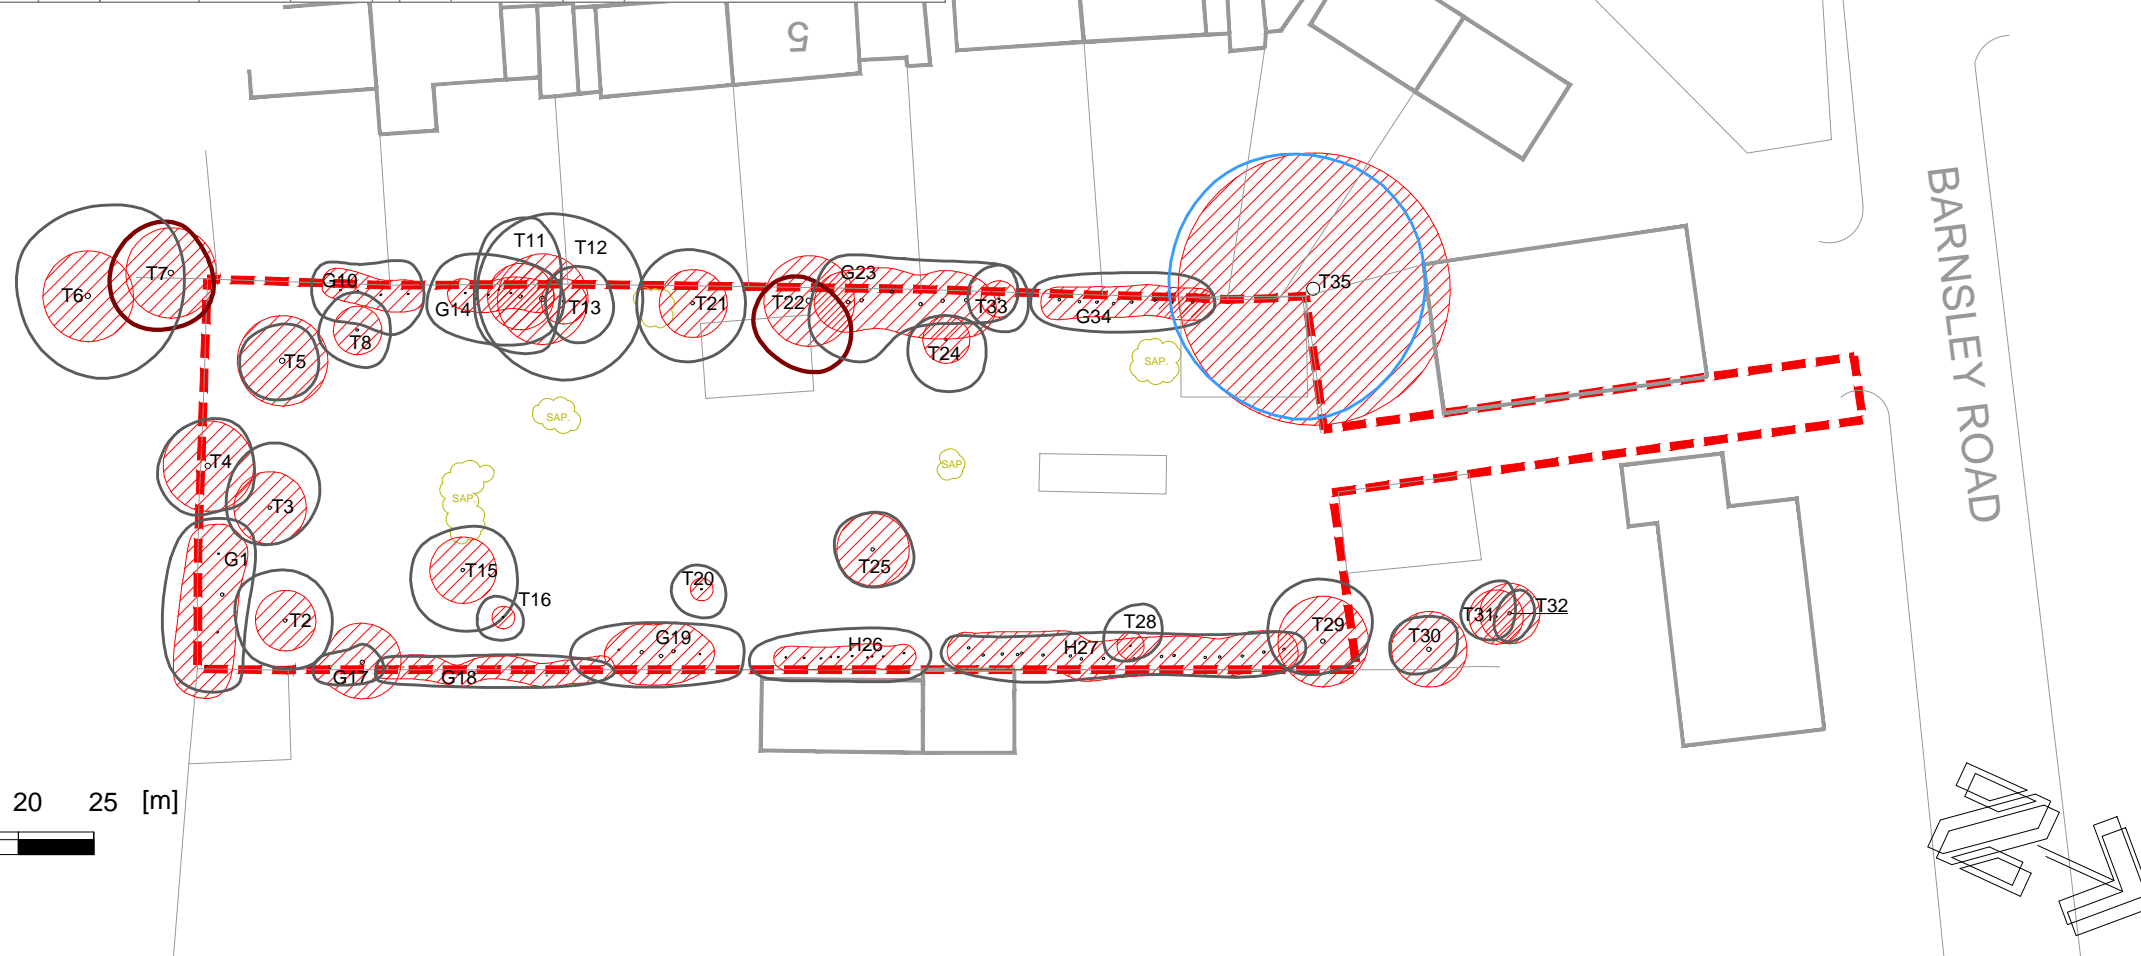 5
T11
T12
T7
T6
G10
G14
T13
T21
T22
G23
T33
G34
T35
T8
T5
T24
SAP.
SAP.
T4
T3
SAP.
SAP
G1
T15
T16
T20
T25
T2
G17
G18
G19
H26
H27
T28
T29
T30
T31
T32
BARNSLEY ROAD
20 25 [m]
N